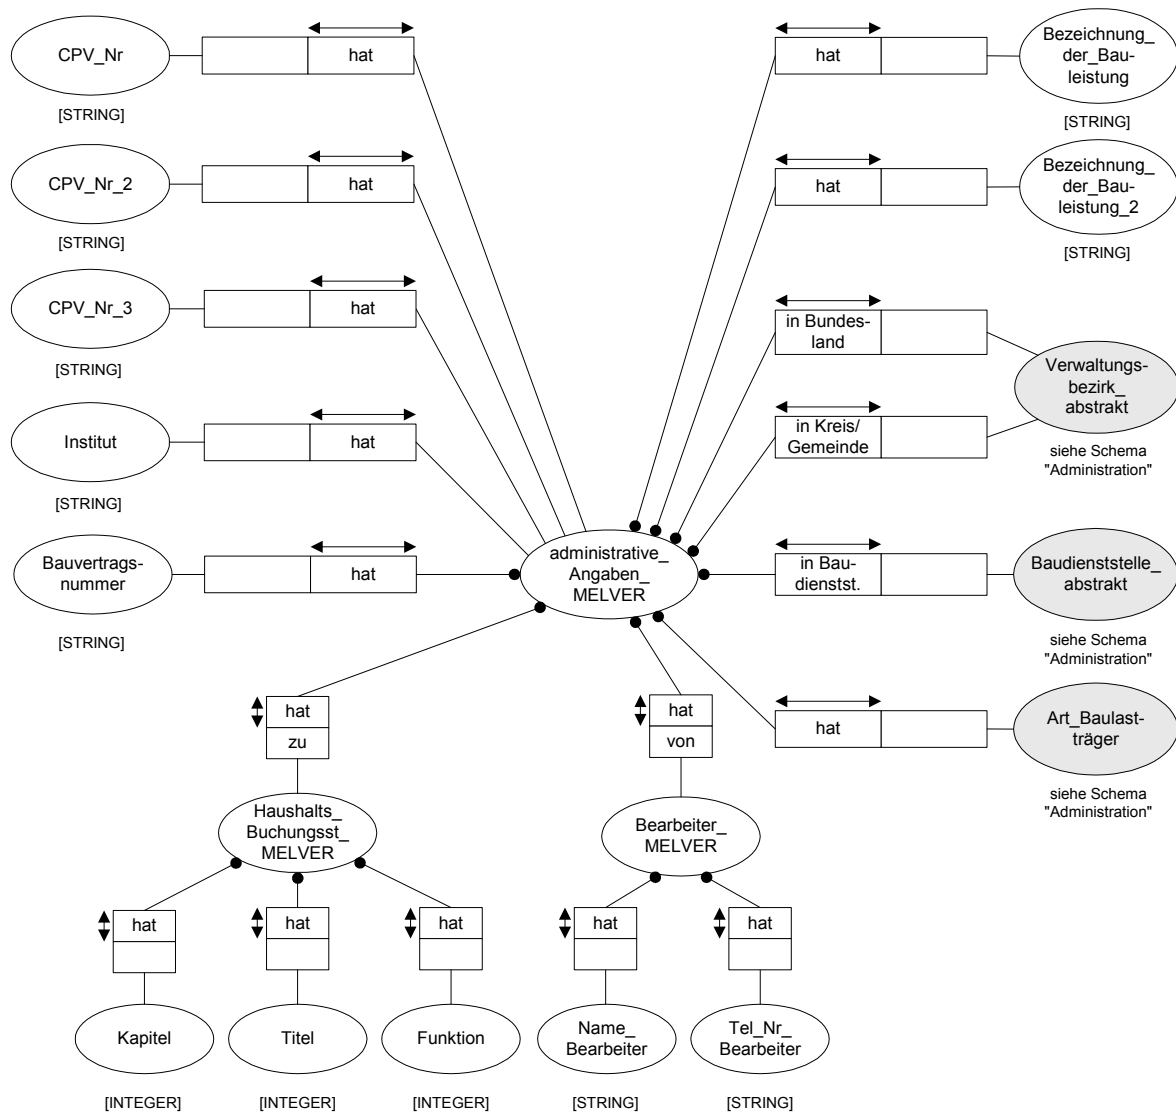 CPV_Nr
hat
[STRING]
CPV_Nr_2
hat
[STRING]
CPV_Nr_3
hat
[STRING]
Institut
hat
[STRING]
Bauvertrags-
nummer
hat
[STRING]
hat
Bezeichnung_
der_Bau-
leistung
[STRING]
hat
Bezeichnung_
der_Bau-
leistung_2
[STRING]
in Bundes-
land
in Kreis/
Gemeinde
Verwaltungs-
bezirk_
abstrakt
siehe Schema
"Administration"
administrative_
Angaben_
MELVER
in Bau-
dienstst.
Baudienststelle_
abstrakt
siehe Schema
"Administration"
hat
Art_Baulast-
träger
siehe Schema
"Administration"
hat
zu
Haushalts_
Buchungsst_
MELVER
hat
von
Bearbeiter_
MELVER
hat
hat
hat
hat
hat
Kapitel
Titel
Funktion
Name_
Bearbeiter
Tel_Nr_
Bearbeiter
[INTEGER]
[INTEGER]
[INTEGER]
[STRING]
[STRING]